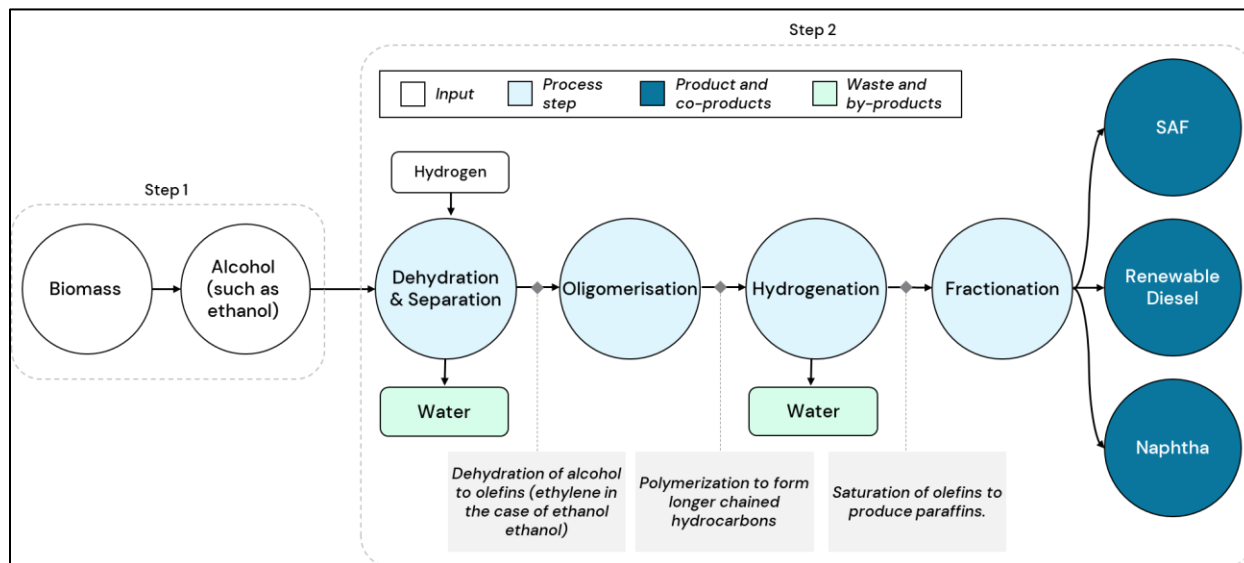 Step 2
Input
Process
step
Product and
co-products
Waste and
by-products
Step 1
Biomass
Alcohol
(such as
ethanol)
Hydrogen
Dehydration
& Separation
Water
Oligomerisation
Hydrogenation
Water
Fractionation
SAF
Renewable
Diesel
Naphtha
Dehydration of alcohol
to olefins (ethylene in
the case of ethanol
ethanol)
Polymerization to form
longer chained
hydrocarbons
Saturation of olefins to
produce paraffins.